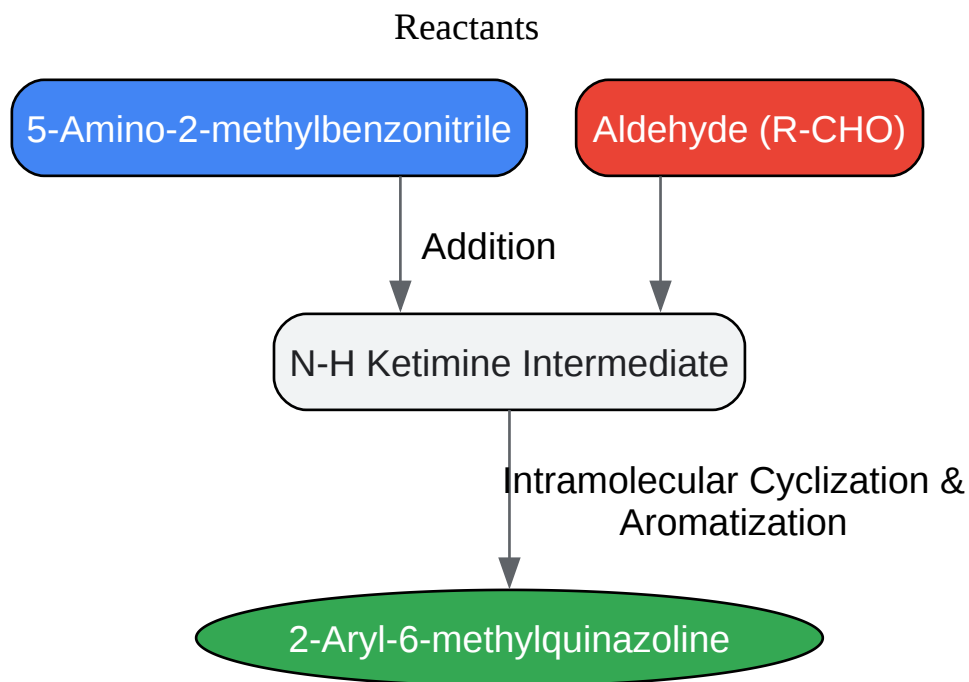 Reactants
5-Amino-2-methylbenzonitrile
Aldehyde (R-CHO)
Addition
N-H Ketimine Intermediate
Intramolecular Cyclization &
Aromatization
2-Aryl-6-methylquinazoline